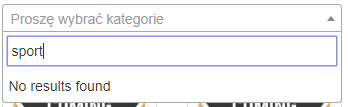 Proszę wybrać kategorie
sport
No results found